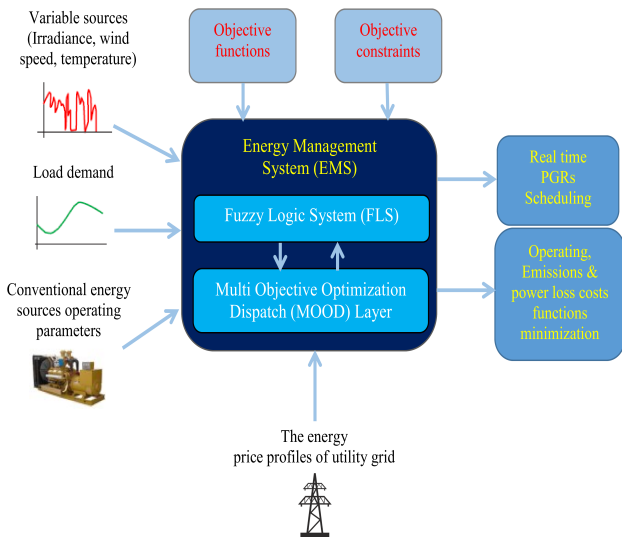 Variable sources
(Irradiance, wind
speed, temperature)
Objective
functions
Objective
constraints
Load demand
Conventional energy
sources operating
parameters
Energy Management
System (EMS)
Fuzzy Logic System (FLS)
Multi Objective Optimization
Dispatch (MOOD) Layer
Real time
PGRs
Scheduling
Operating,
Emissions &
power loss costs
functions
minimization
The energy
price profiles of utility grid